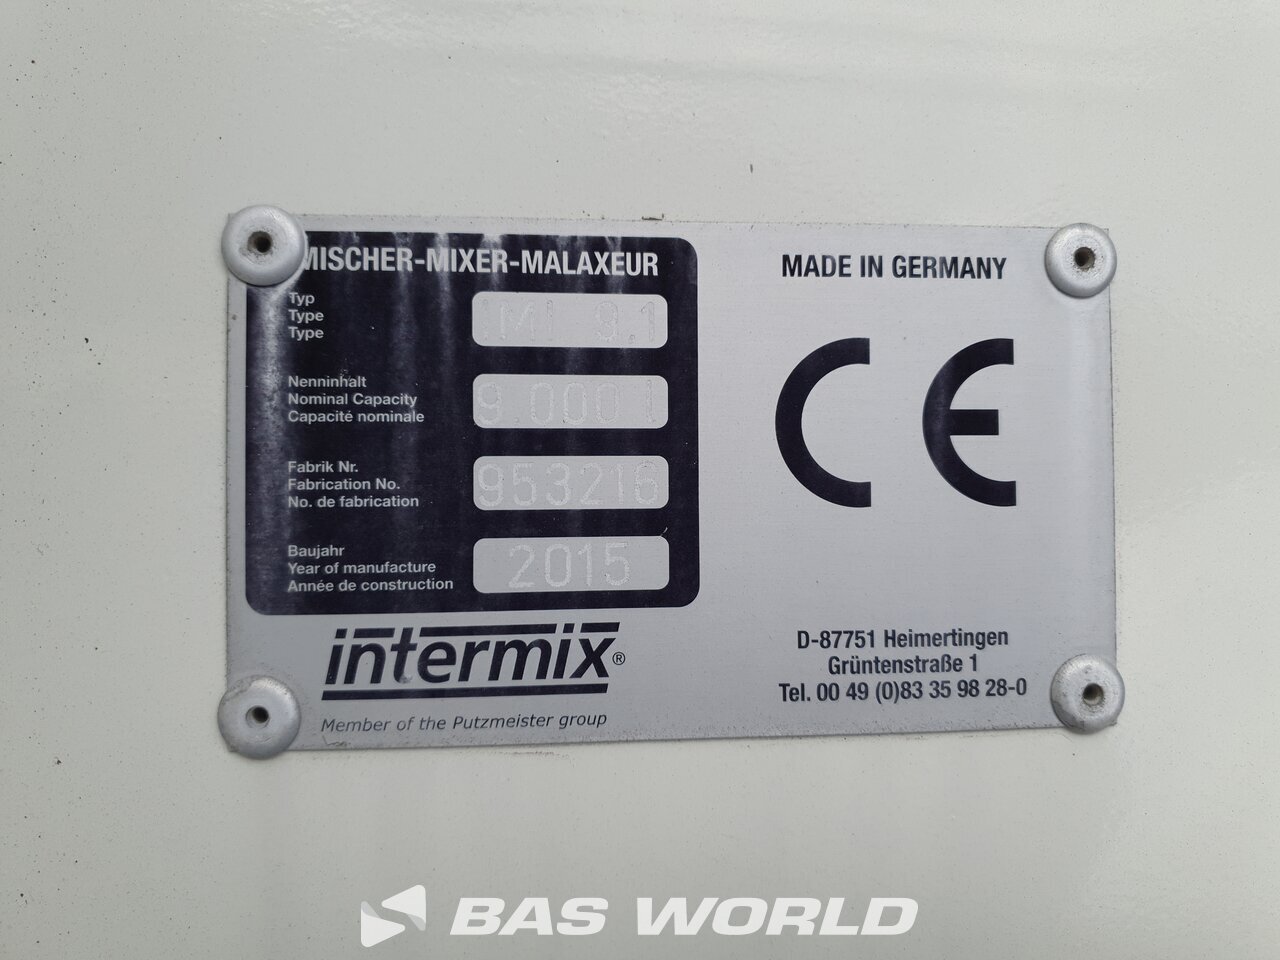 MISCHER-MIXER-MALAXEUR
Typ
Type
Type
IMI 9.1
Nenninhalt
Nominal Capacity
Capacité nominale
9.000 l
Fabrik Nr.
Fabrication No.
No. de fabrication
953216
Baujahr
Year of manufacture
Année de construction
2015
intermix®
Member of the Putzmeister group
MADE IN GERMANY
CE
D-87751 Heimertingen
Grüntenstraße 1
Tel. 00 49 (0)83 35 98 28-0
BAS WORLD